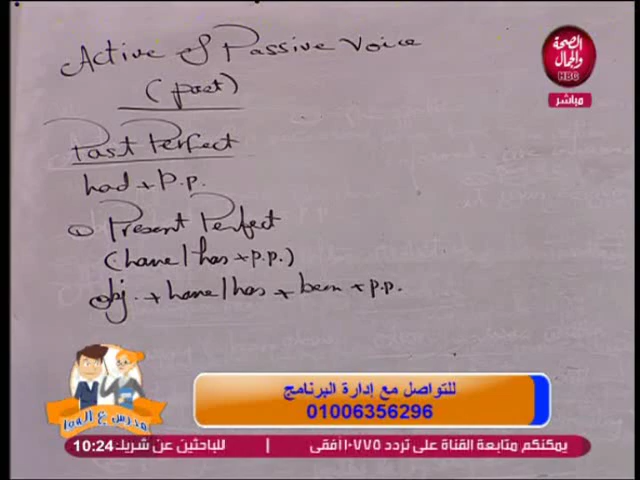 Active & Passive Voice
(past)
Past Perfect
had + P.P.
① Present Perfect
(have / has + P.P.)
obj. + have / has + been + P.P.
الصحة
والجمال
HBC
مباشر
مدرس ع الهوا
للتواصل مع إدارة البرنامج
01006356296
10:24 للباحثين عن شريك | يمكنكم متابعة القناة على تردد ١٠٧٧٥ أفقى